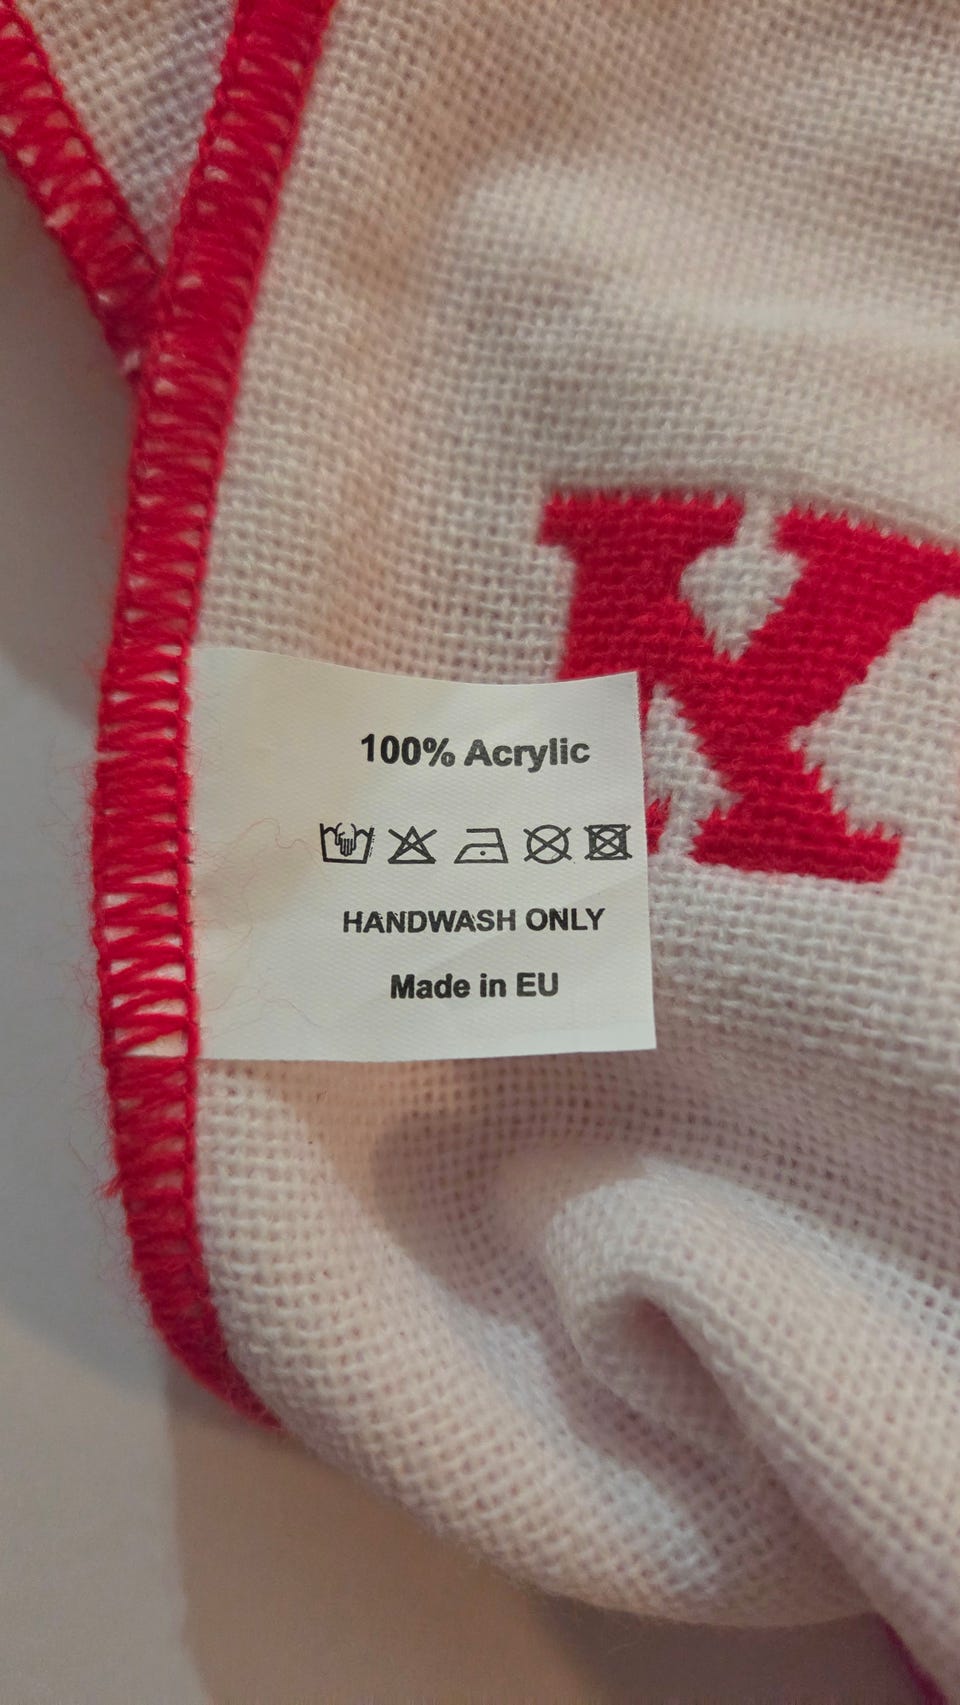 K
100% Acrylic
HANDWASH ONLY
Made in EU